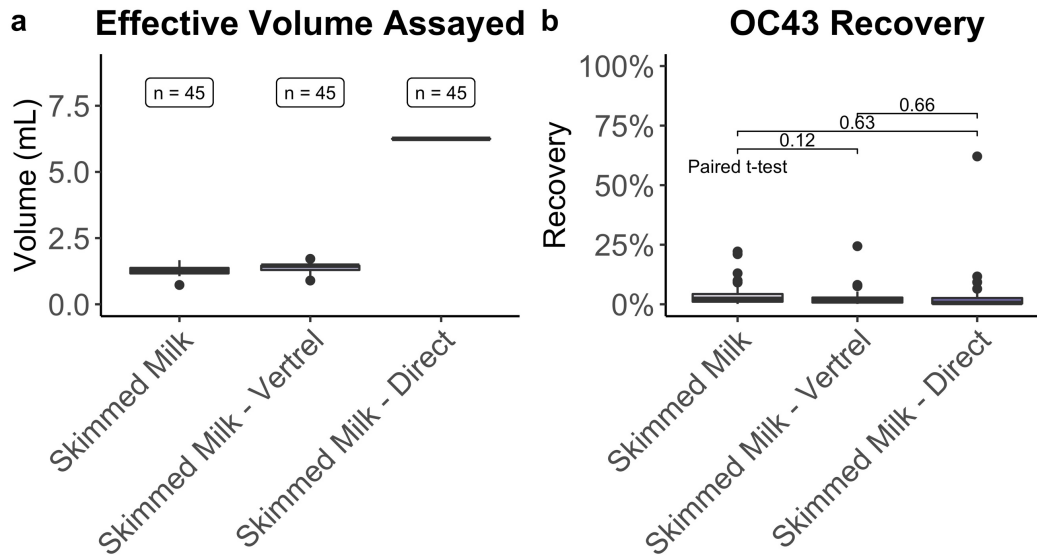 a
Effective Volume Assayed
Volume (mL)
7.5
5.0
2.5
0.0
n = 45
n = 45
n = 45
Skimmed Milk
Skimmed Milk - Vertrel
Skimmed Milk - Direct
b
OC43 Recovery
Recovery
100%
75%
50%
25%
0%
0.66
0.63
0.12
Paired t-test
Skimmed Milk
Skimmed Milk - Vertrel
Skimmed Milk - Direct